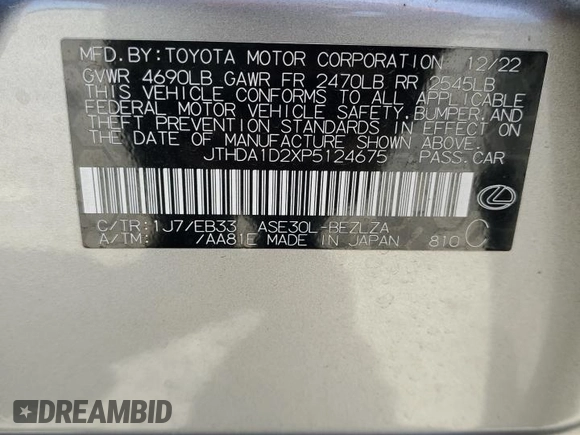 MFD.BY:TOYOTA MOTOR CORPORATION 12/22
GVWR 4690LB GAWR FR 2470LB RR 2545LB
THIS VEHICLE CONFORMS TO ALL APPLICABLE
FEDERAL MOTOR VEHICLE SAFETY,BUMPER,AND
THEFT PREVENTION STANDARDS IN EFFECT ON
THE DATE OF MANUFACTURE SHOWN ABOVE.
JTHDA1D2XP5124675 PASS.CAR
C/TR:1J7/EB33 ASE30L-BEZLZA
A/TM: /AA81E MADE IN JAPAN 810 C
DREAMBID